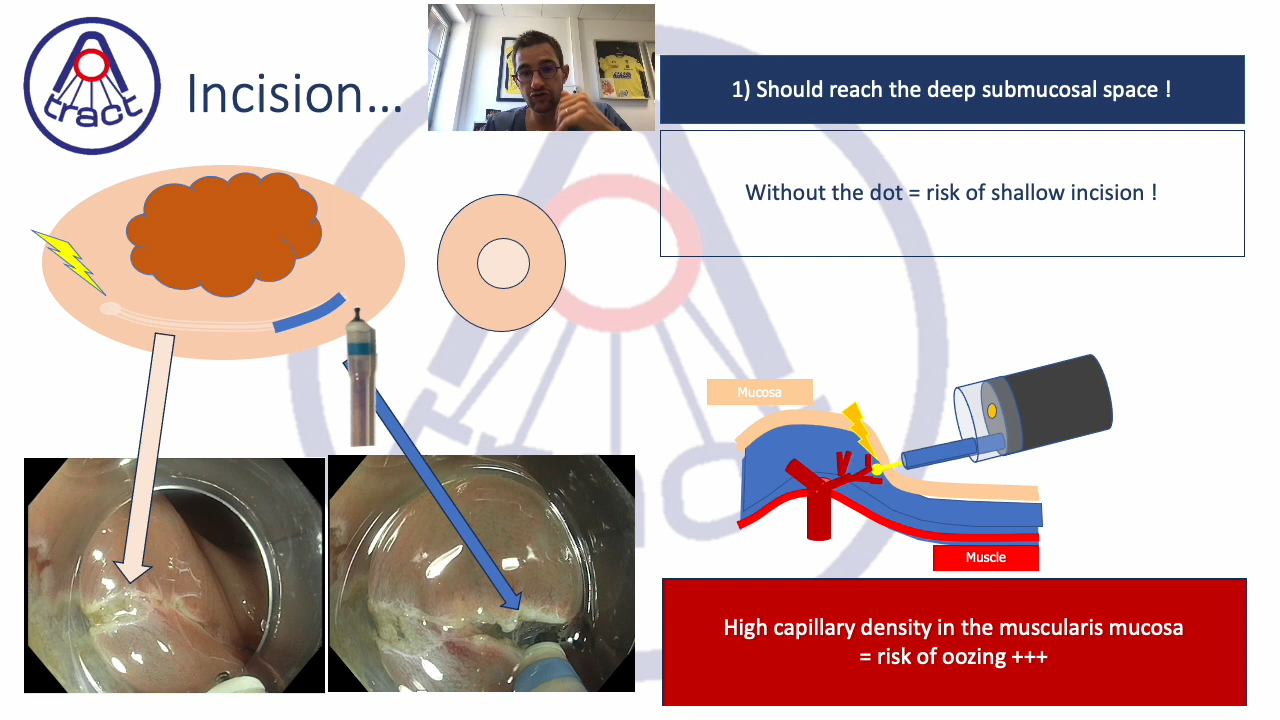 tract
Incision…
1) Should reach the deep submucosal space !
Without the dot = risk of shallow incision !
Mucosa
Muscle
High capillary density in the muscularis mucosa
= risk of oozing +++